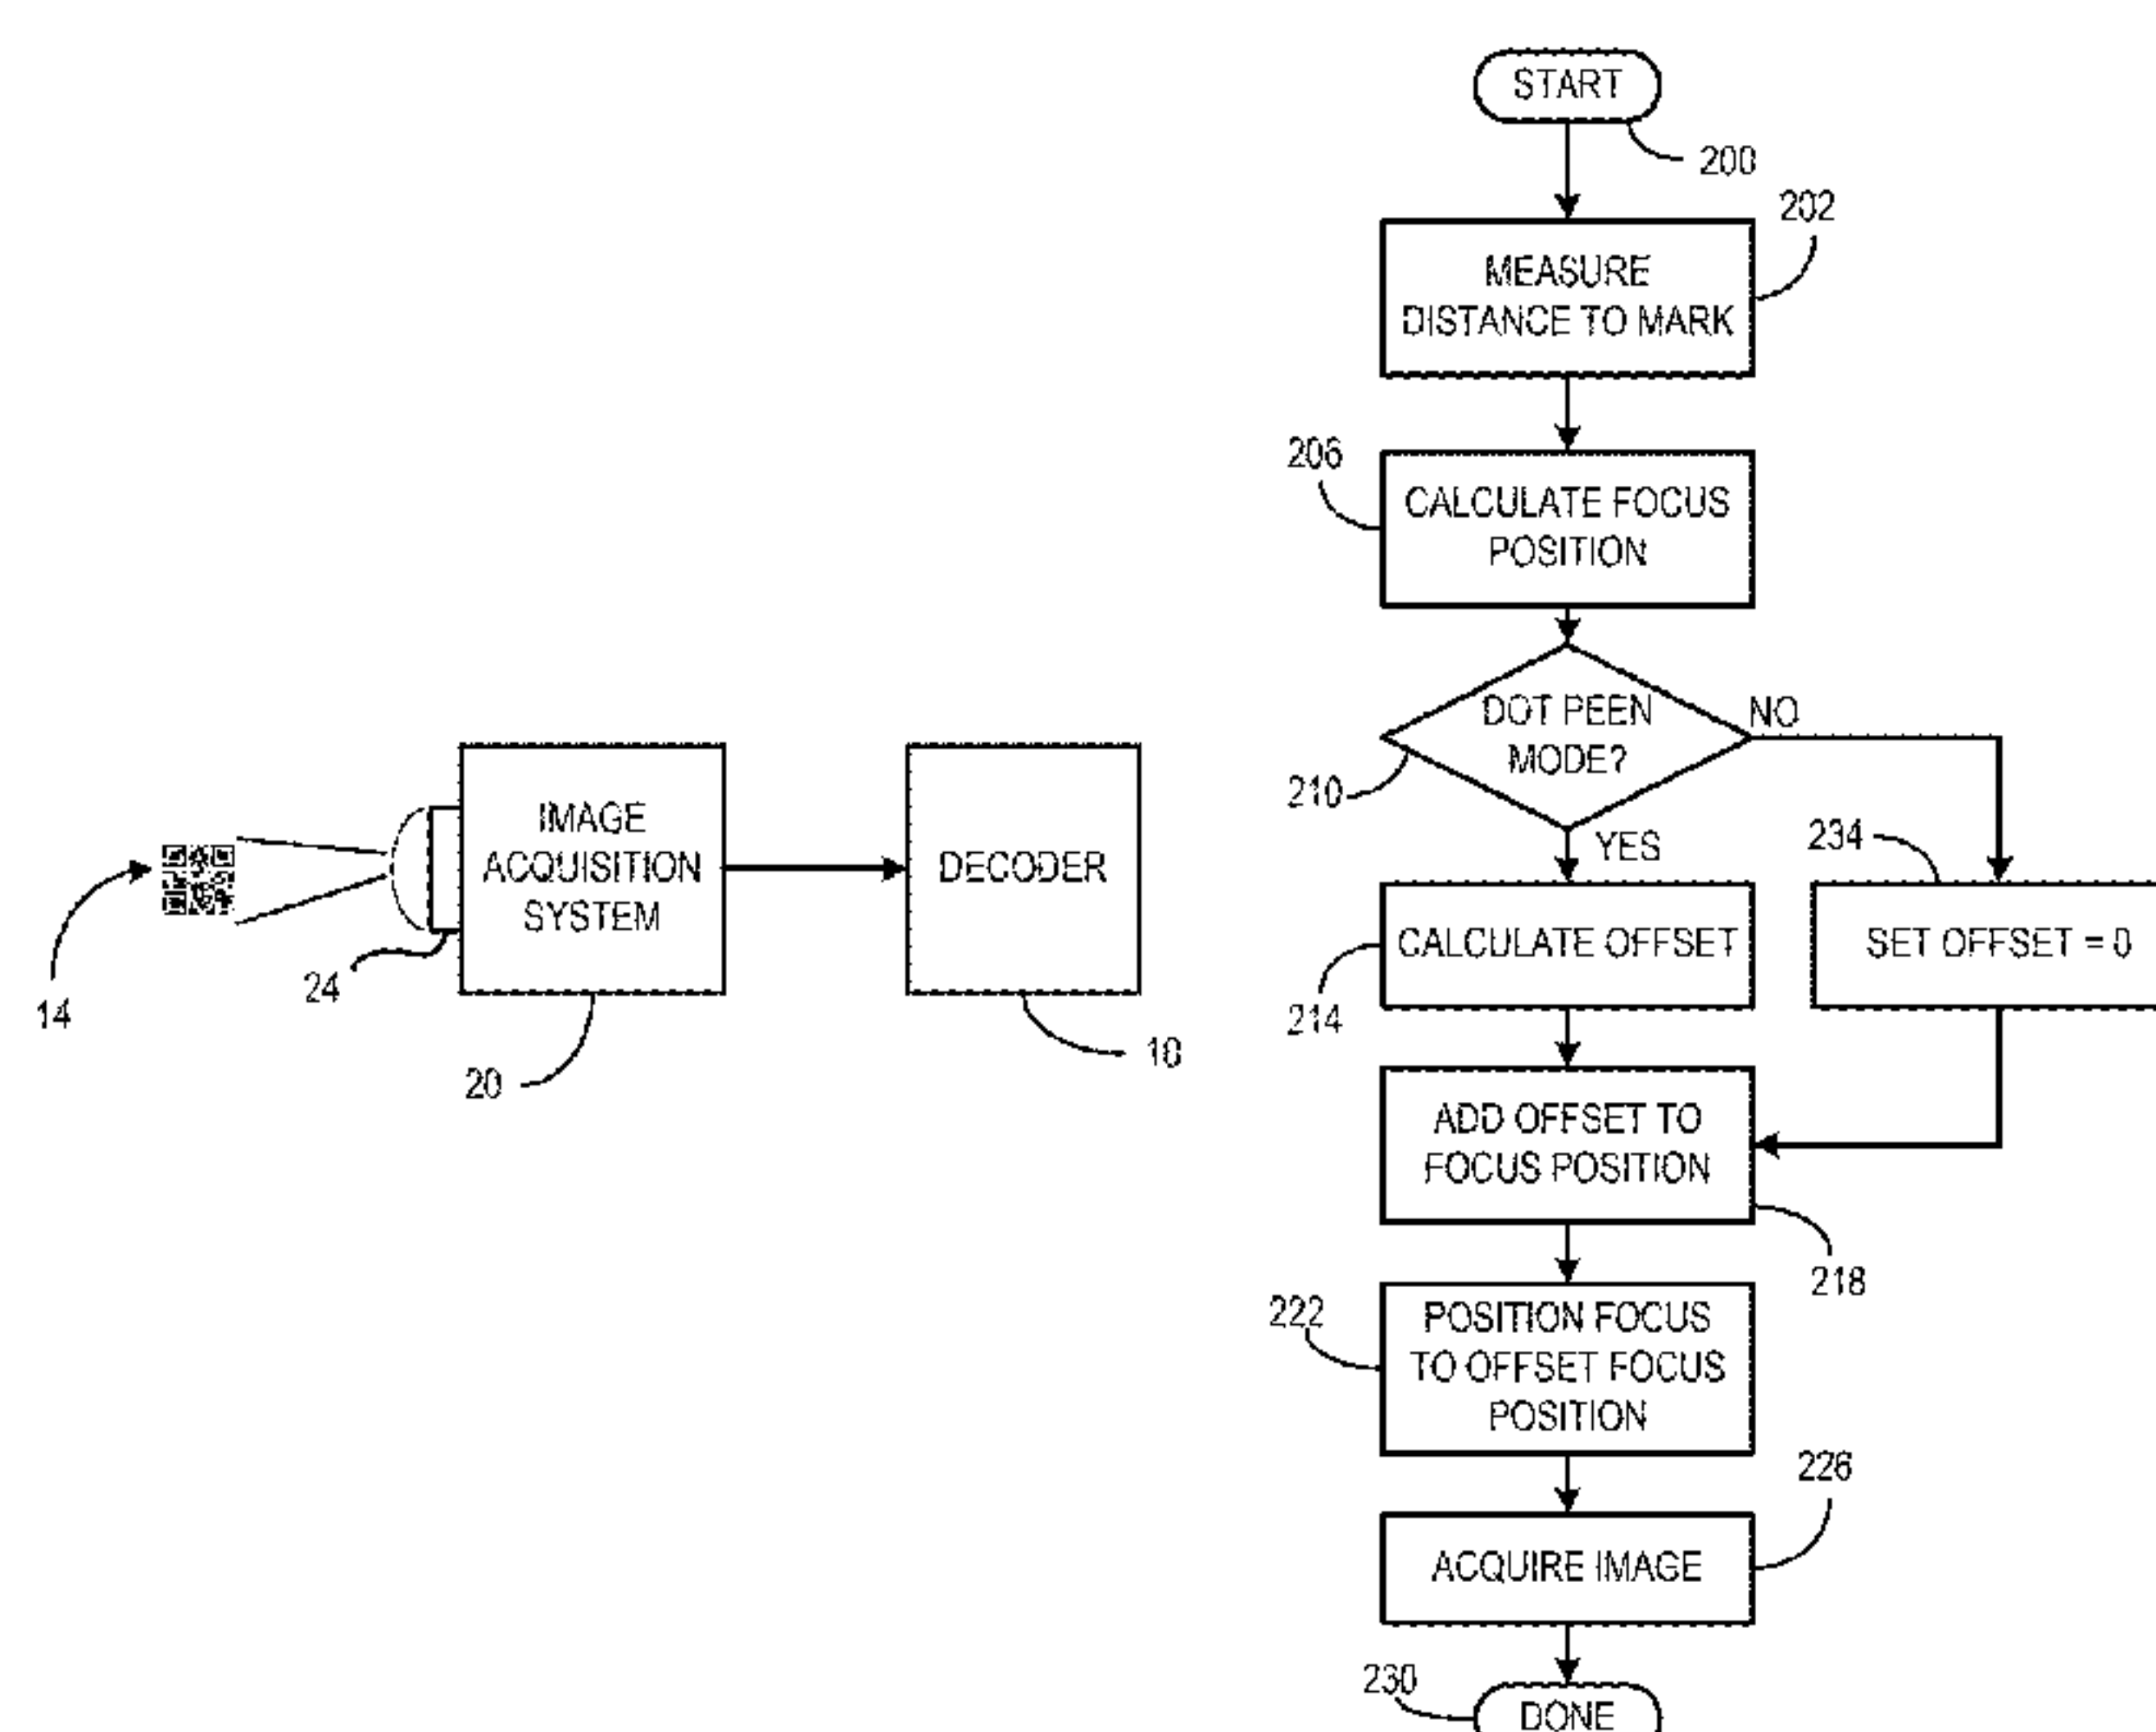 IMAGE
ACQUISITION
SYSTEM
DECODER
14
24
20
10
START
200
202
MEASURE
DISTANCE TO MARK
206
CALCULATE FOCUS
POSITION
DOT PEEN
MODE?
NO
210
YES
234
CALCULATE OFFSET
SET OFFSET = 0
214
ADD OFFSET TO
FOCUS POSITION
218
222
POSITION FOCUS
TO OFFSET FOCUS
POSITION
226
ACQUIRE IMAGE
230
DONE